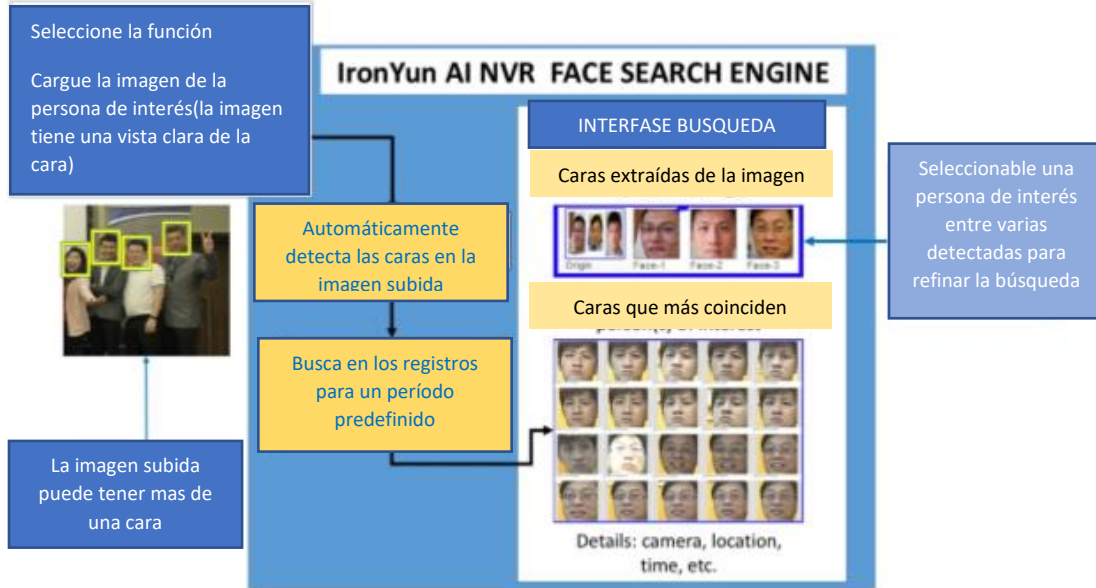 Seleccione la función
Cargue la imagen de la
persona de interés(la imagen
tiene una vista clara de la
cara)
IronYun AI NVR FACE SEARCH ENGINE
INTERFASE BUSQUEDA
Caras extraídas de la imagen
Origin Face-1 Face-2 Face-3
Seleccionable una
persona de interés
entre varias
detectadas para
refinar la búsqueda
Automáticamente
detecta las caras en la
imagen subida
Caras que más coinciden
Busca en los registros
para un período
predefinido
La imagen subida
puede tener mas de
una cara
Details: camera, location,
time, etc.